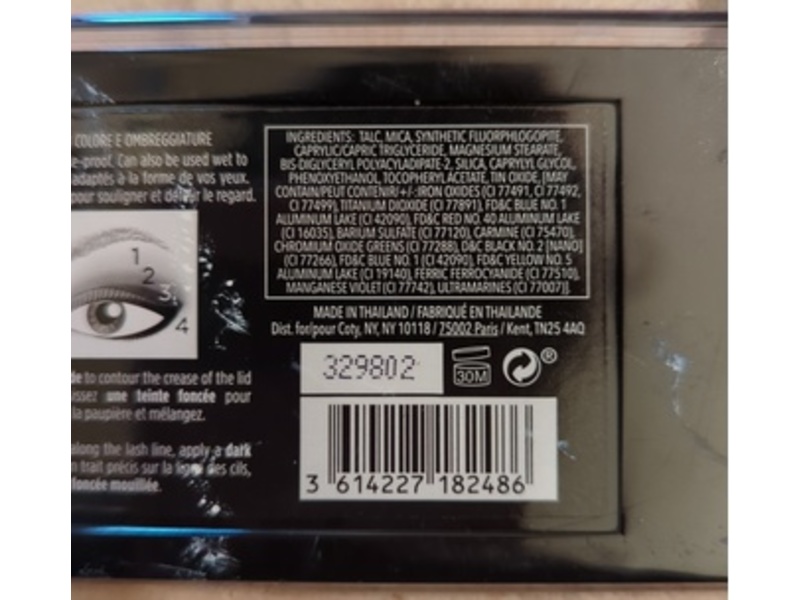 COLORE E OMBREGGIATURE
-proof. Can also be used wet to
adaptés à la forme de vos yeux.
pour souligner et définir le regard.
1
2
3
4
to contour the crease of the lid
une teinte foncée pour
la paupière et mélangez.
along the lash line, apply a dark
trait précis sur la ligne des cils,
foncée mouillée.
INGREDIENTS: TALC, MICA, SYNTHETIC FLUORPHLOGOPITE,
CAPRYLIC/CAPRIC TRIGLYCERIDE, MAGNESIUM STEARATE,
BIS-DIGLYCERYL POLYACYLADIPATE-2, SILICA, CAPRYLYL GLYCOL,
PHENOXYETHANOL, TOCOPHERYL ACETATE, TIN OXIDE, [MAY
CONTAIN/PEUT CONTENIR/+/-:IRON OXIDES (CI 77491, CI 77492,
CI 77499), TITANIUM DIOXIDE (CI 77891), FD&C BLUE NO. 1
ALUMINUM LAKE (CI 42090), FD&C RED NO. 40 ALUMINUM LAKE
(CI 16035), BARIUM SULFATE (CI 77120), CARMINE (CI 75470),
CHROMIUM OXIDE GREENS (CI 77288), D&C BLACK NO. 2 [NANO]
(CI 77266), FD&C BLUE NO. 1 (CI 42090), FD&C YELLOW NO. 5
ALUMINUM LAKE (CI 19140), FERRIC FERROCYANIDE (CI 77510),
MANGANESE VIOLET (CI 77742), ULTRAMARINES (CI 77007)].
MADE IN THAILAND / FABRIQUÉ EN THAILANDE
Dist. for/pour Coty, NY, NY 10118 / 75002 Paris / Kent, TN25 4AQ
329802
30M
®
3 614227 182486